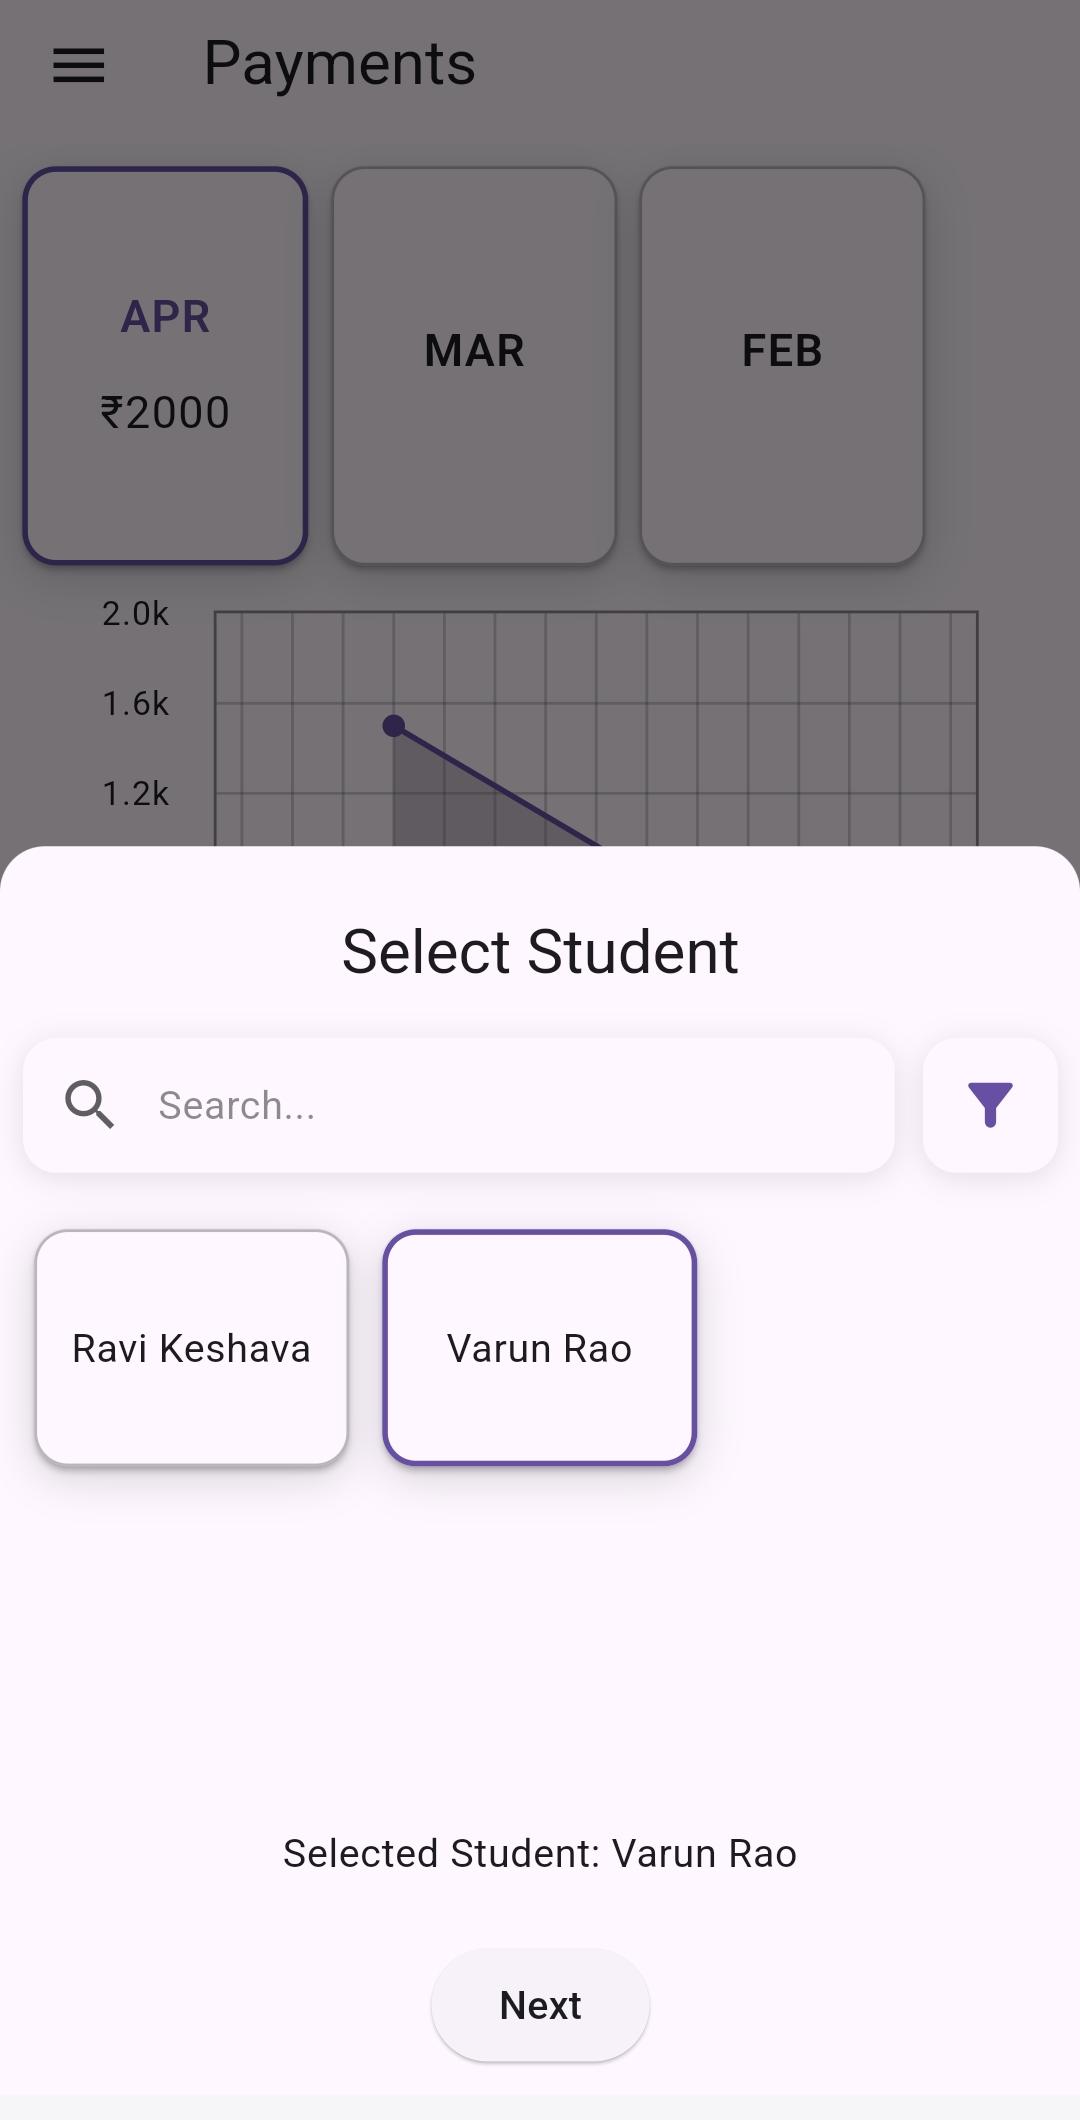 Payments
APR
₹2000
MAR
FEB
2.0k
1.6k
1.2k
Select Student
Search...
Ravi Keshava
Varun Rao
Selected Student: Varun Rao
Next